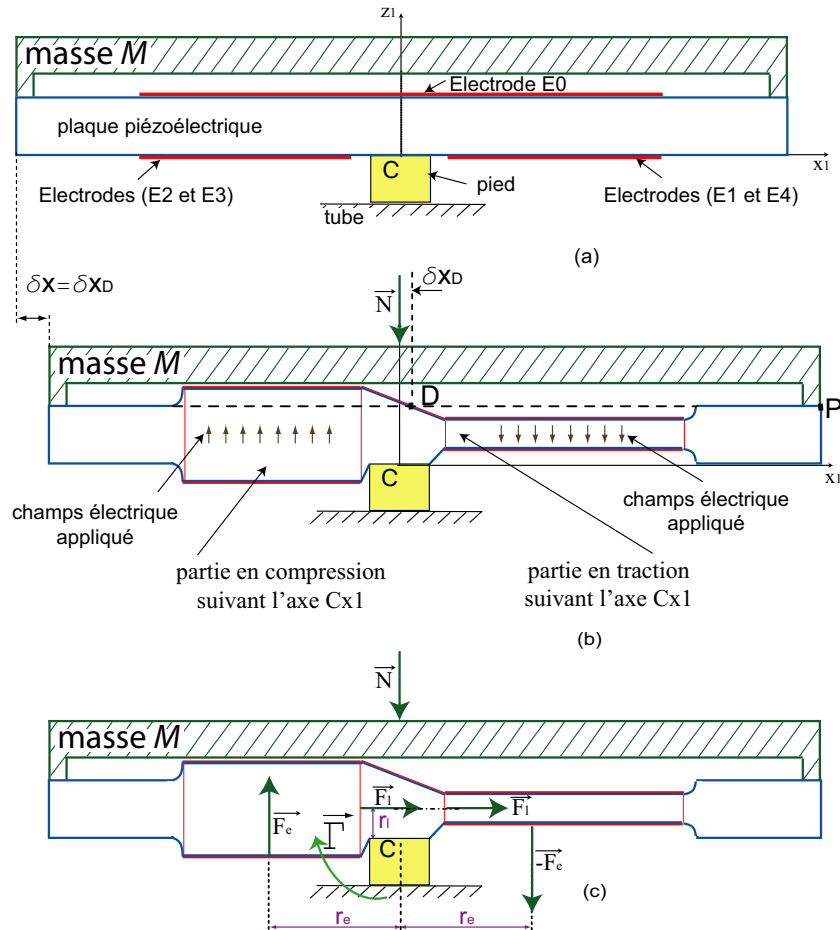 z1
masse M
Electrode E0
plaque piézoélectrique
x1
C
pied
Electrodes (E2 et E3)
Electrodes (E1 et E4)
tube
(a)
δx = δxD
N
δxD
masse M
D
P
C
x1
champs électrique
appliqué
champs électrique
appliqué
partie en compression
suivant l'axe Cx1
partie en traction
suivant l'axe Cx1
(b)
N
masse M
Fl
Fl
Fe
Γ
rl
C
-Fe
(c)
re
re